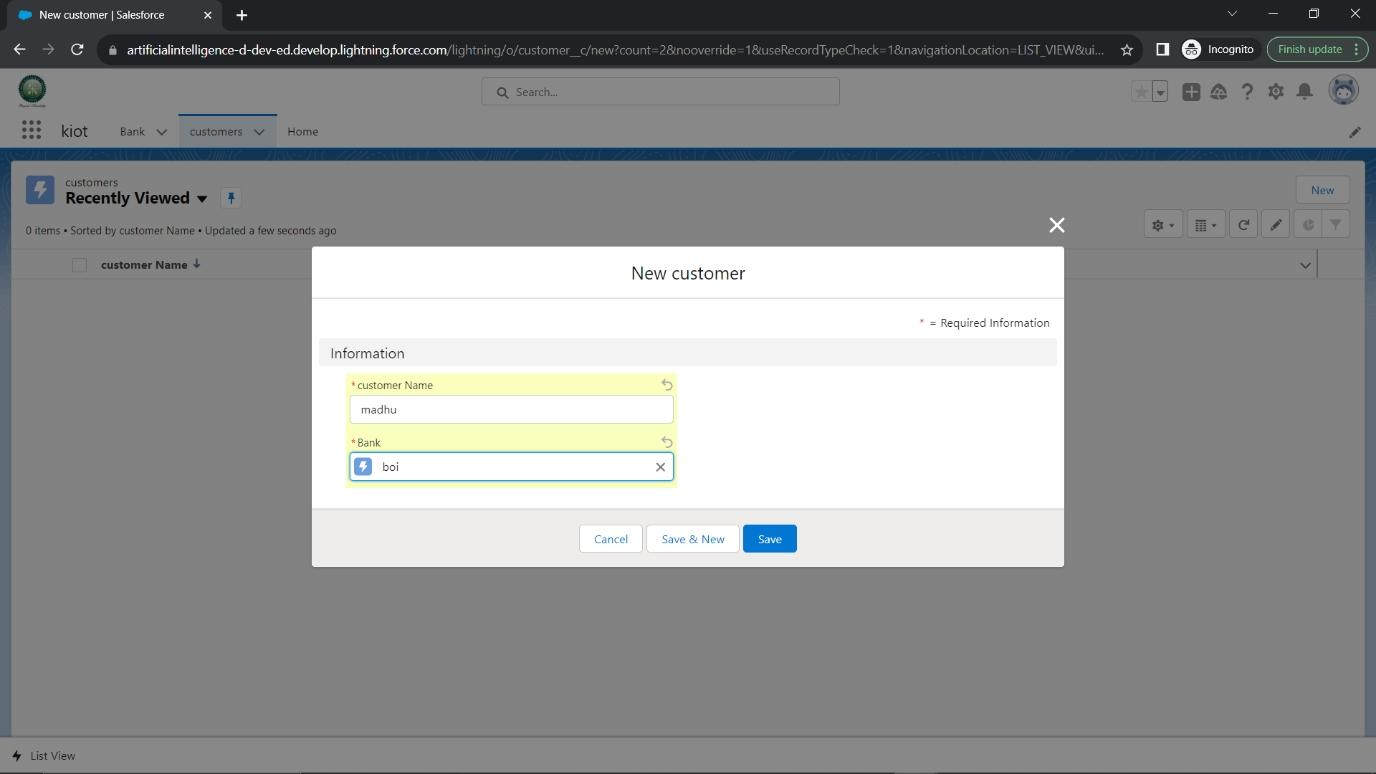 New customer | Salesforce
artificialintelligence-d-dev-ed.develop.lightning.force.com/lightning/o/customer__c/new?count=2&nooverride=1&useRecordTypeCheck=1&navigationLocation=LIST_VIEW&ui...
Incognito
Finish update
Search...
kiot
Bank
customers
Home
customers
Recently Viewed
New
0 items • Sorted by customer Name • Updated a few seconds ago
customer Name
New customer
* = Required Information
Information
*customer Name
madhu
*Bank
boi
Cancel
Save & New
Save
List View